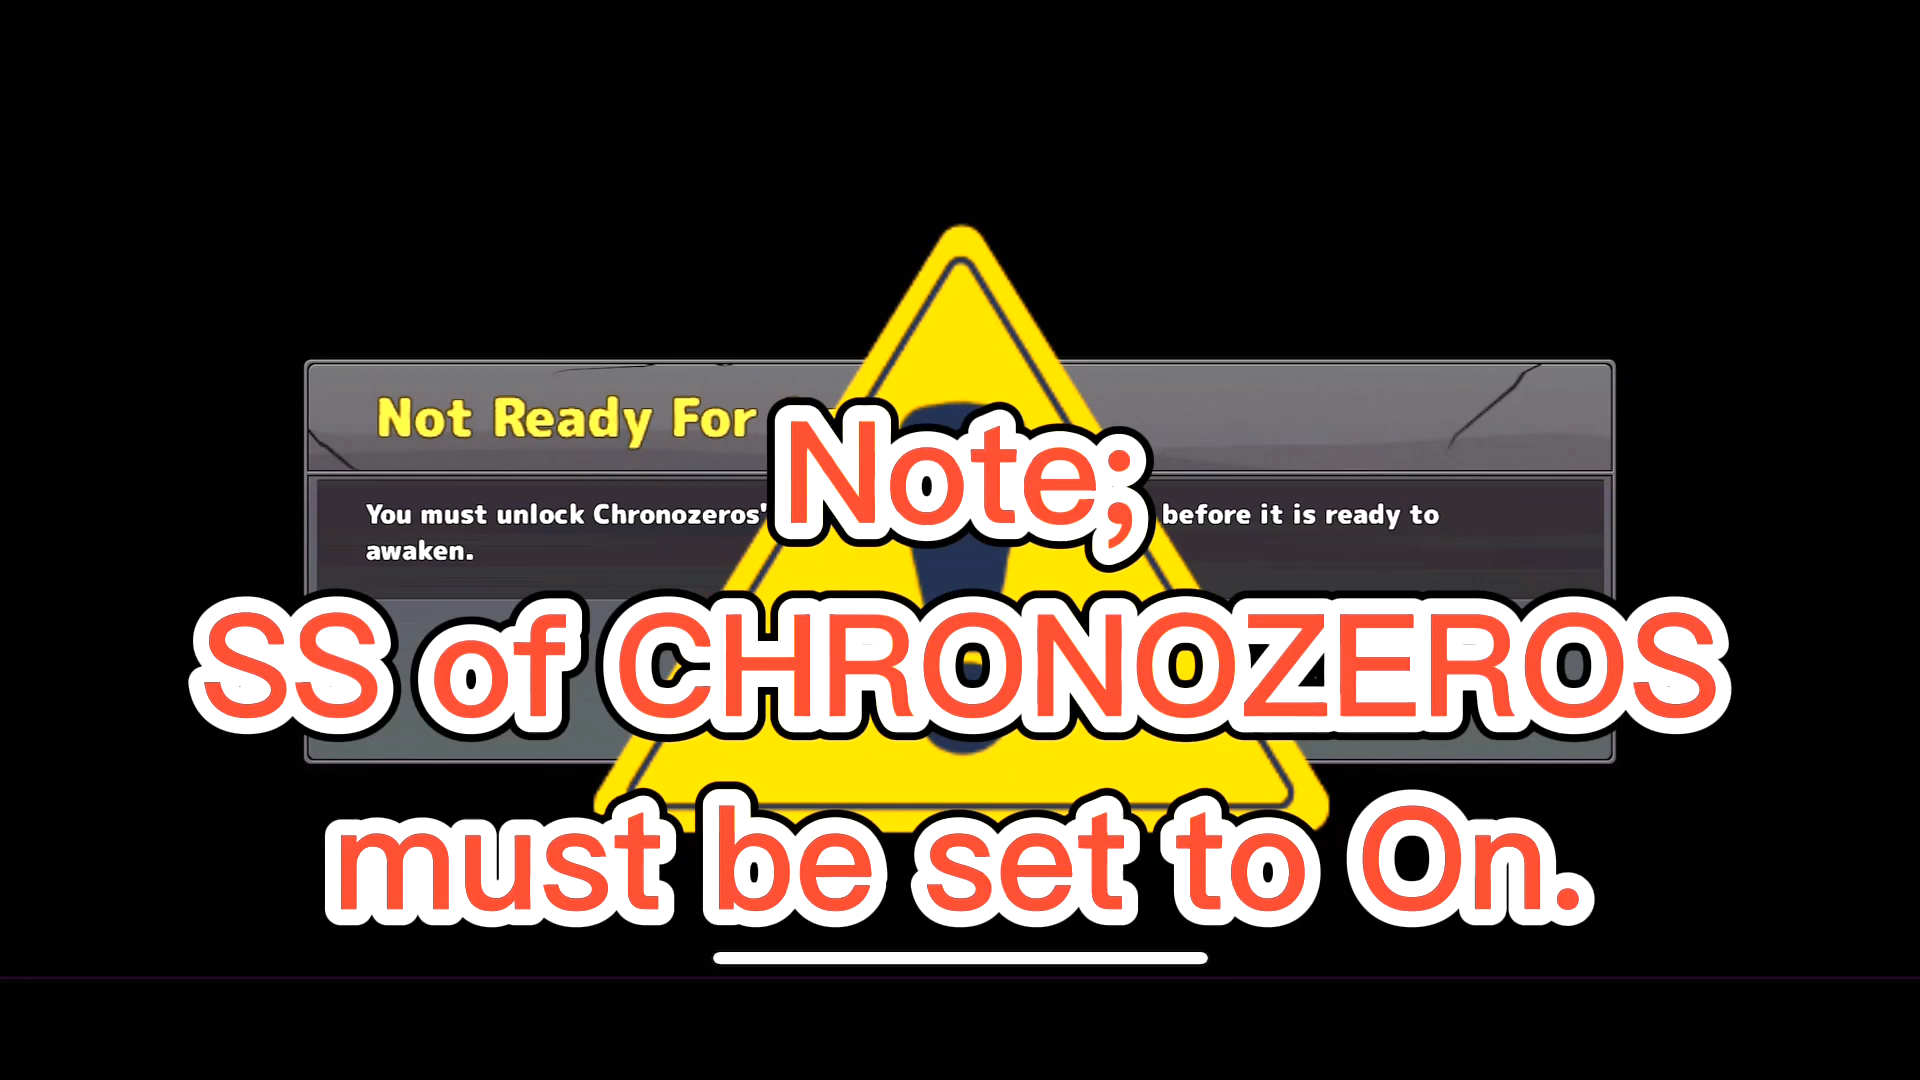 Not Ready For
Note;
You must unlock Chronozeros' before it is ready to
awaken.
SS of CHRONOZEROS
must be set to On.